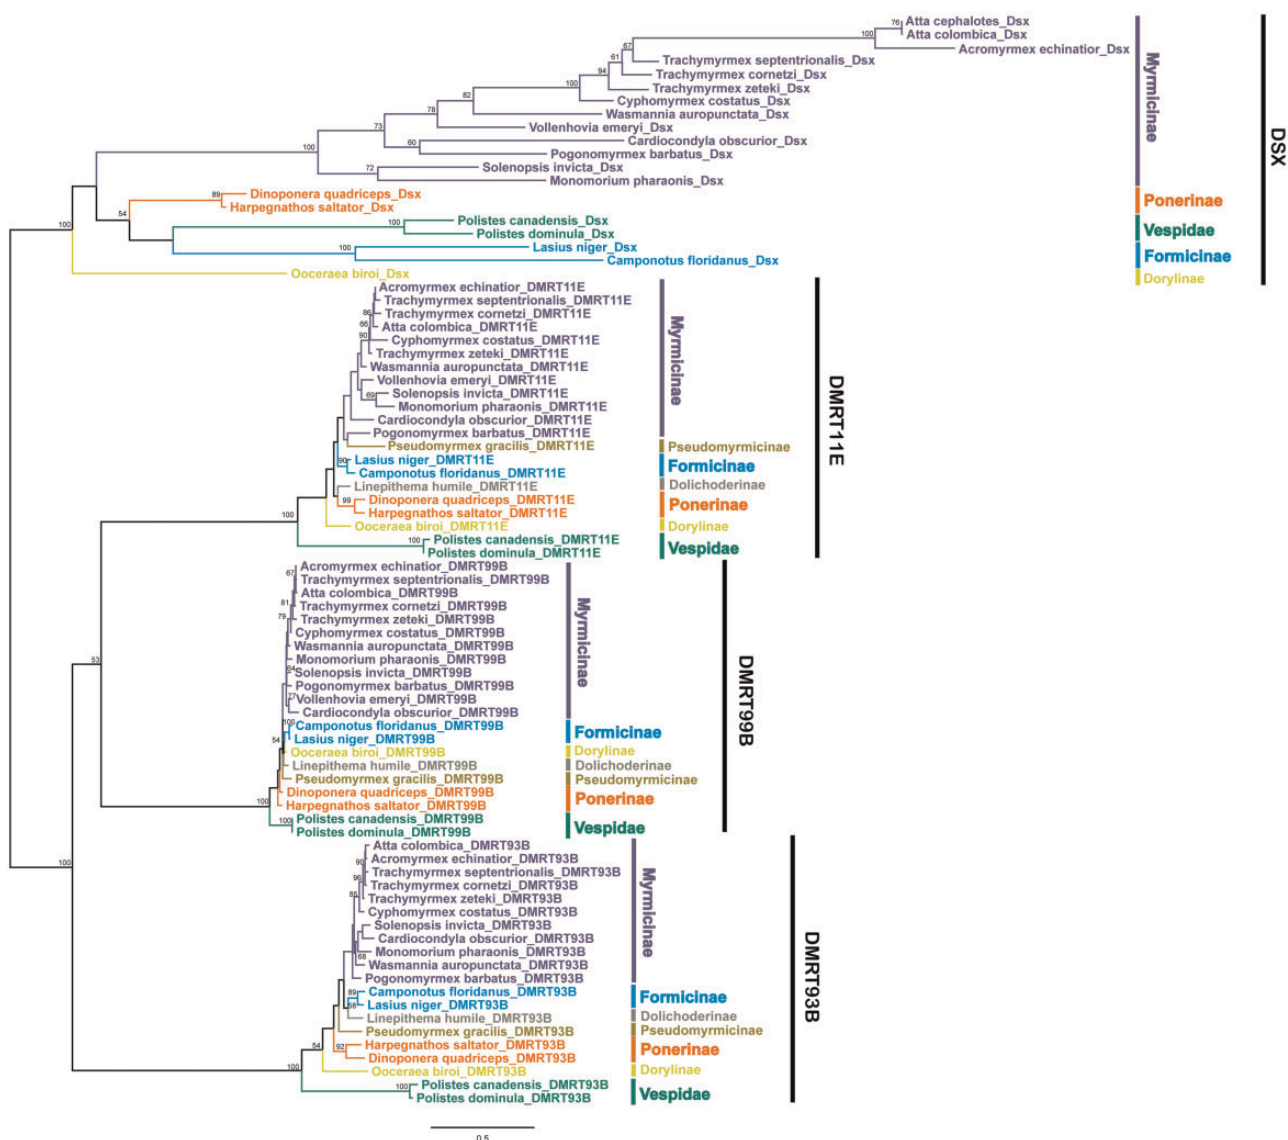 Atta cephalotes_Dsx
76
Atta colombica_Dsx
100
Acromyrmex echinatior_Dsx
67
61
Trachymyrmex septentrionalis_Dsx
94
Trachymyrmex cornetzi_Dsx
100
Trachymyrmex zeteki_Dsx
82
Cyphomyrmex costatus_Dsx
78
Wasmannia auropunctata_Dsx
73
Vollenhovia emeryi_Dsx
60
Cardiocondyla obscurior_Dsx
100
Pogonomyrmex barbatus_Dsx
72
Solenopsis invicta_Dsx
Monomorium pharaonis_Dsx
Myrmicinae
DSX
89
Dinoponera quadriceps_Dsx
Harpegnathos saltator_Dsx
Ponerinae
54
100
Polistes canadensis_Dsx
Polistes dominula_Dsx
Vespidae
100
100
Lasius niger_Dsx
Camponotus floridanus_Dsx
Formicinae
Ooceraea biroi_Dsx
Dorylinae
Acromyrmex echinatior_DMRT11E
Trachymyrmex septentrionalis_DMRT11E
86
Trachymyrmex cornetzi_DMRT11E
66
Atta colombica_DMRT11E
90
Cyphomyrmex costatus_DMRT11E
Trachymyrmex zeteki_DMRT11E
Wasmannia auropunctata_DMRT11E
Vollenhovia emeryi_DMRT11E
69
Solenopsis invicta_DMRT11E
Monomorium pharaonis_DMRT11E
Cardiocondyla obscurior_DMRT11E
Pogonomyrmex barbatus_DMRT11E
Myrmicinae
DMRT11E
Pseudomyrmex gracilis_DMRT11E
Pseudomyrmicinae
90
Lasius niger_DMRT11E
Camponotus floridanus_DMRT11E
Formicinae
Linepithema humile_DMRT11E
Dolichoderinae
99
Dinoponera quadriceps_DMRT11E
Harpegnathos saltator_DMRT11E
Ponerinae
100
Ooceraea biroi_DMRT11E
Dorylinae
100
Polistes canadensis_DMRT11E
Polistes dominula_DMRT11E
Vespidae
Acromyrmex echinatior_DMRT99B
67
Trachymyrmex septentrionalis_DMRT99B
Atta colombica_DMRT99B
81
Trachymyrmex cornetzi_DMRT99B
79
Trachymyrmex zeteki_DMRT99B
Cyphomyrmex costatus_DMRT99B
Wasmannia auropunctata_DMRT99B
53
Monomorium pharaonis_DMRT99B
64
Solenopsis invicta_DMRT99B
Pogonomyrmex barbatus_DMRT99B
77
Vollenhovia emeryi_DMRT99B
Cardiocondyla obscurior_DMRT99B
Myrmicinae
DMRT99B
100
Camponotus floridanus_DMRT99B
Lasius niger_DMRT99B
Formicinae
54
Ooceraea biroi_DMRT99B
Dorylinae
Linepithema humile_DMRT99B
Dolichoderinae
Pseudomyrmex gracilis_DMRT99B
Pseudomyrmicinae
Dinoponera quadriceps_DMRT99B
Harpegnathos saltator_DMRT99B
Ponerinae
100
100
Polistes canadensis_DMRT99B
Polistes dominula_DMRT99B
Vespidae
Atta colombica_DMRT93B
90
Acromyrmex echinatior_DMRT93B
100
Trachymyrmex septentrionalis_DMRT93B
96
Trachymyrmex cornetzi_DMRT93B
85
Trachymyrmex zeteki_DMRT93B
Cyphomyrmex costatus_DMRT93B
Solenopsis invicta_DMRT93B
Cardiocondyla obscurior_DMRT93B
Monomorium pharaonis_DMRT93B
68
Wasmannia auropunctata_DMRT93B
Pogonomyrmex barbatus_DMRT93B
Myrmicinae
DMRT93B
89
Camponotus floridanus_DMRT93B
58
Lasius niger_DMRT93B
Formicinae
Linepithema humile_DMRT93B
Dolichoderinae
Pseudomyrmex gracilis_DMRT93B
Pseudomyrmicinae
54
92
Harpegnathos saltator_DMRT93B
Dinoponera quadriceps_DMRT93B
Ponerinae
100
Ooceraea biroi_DMRT93B
Dorylinae
100
Polistes canadensis_DMRT93B
Polistes dominula_DMRT93B
Vespidae
0.5